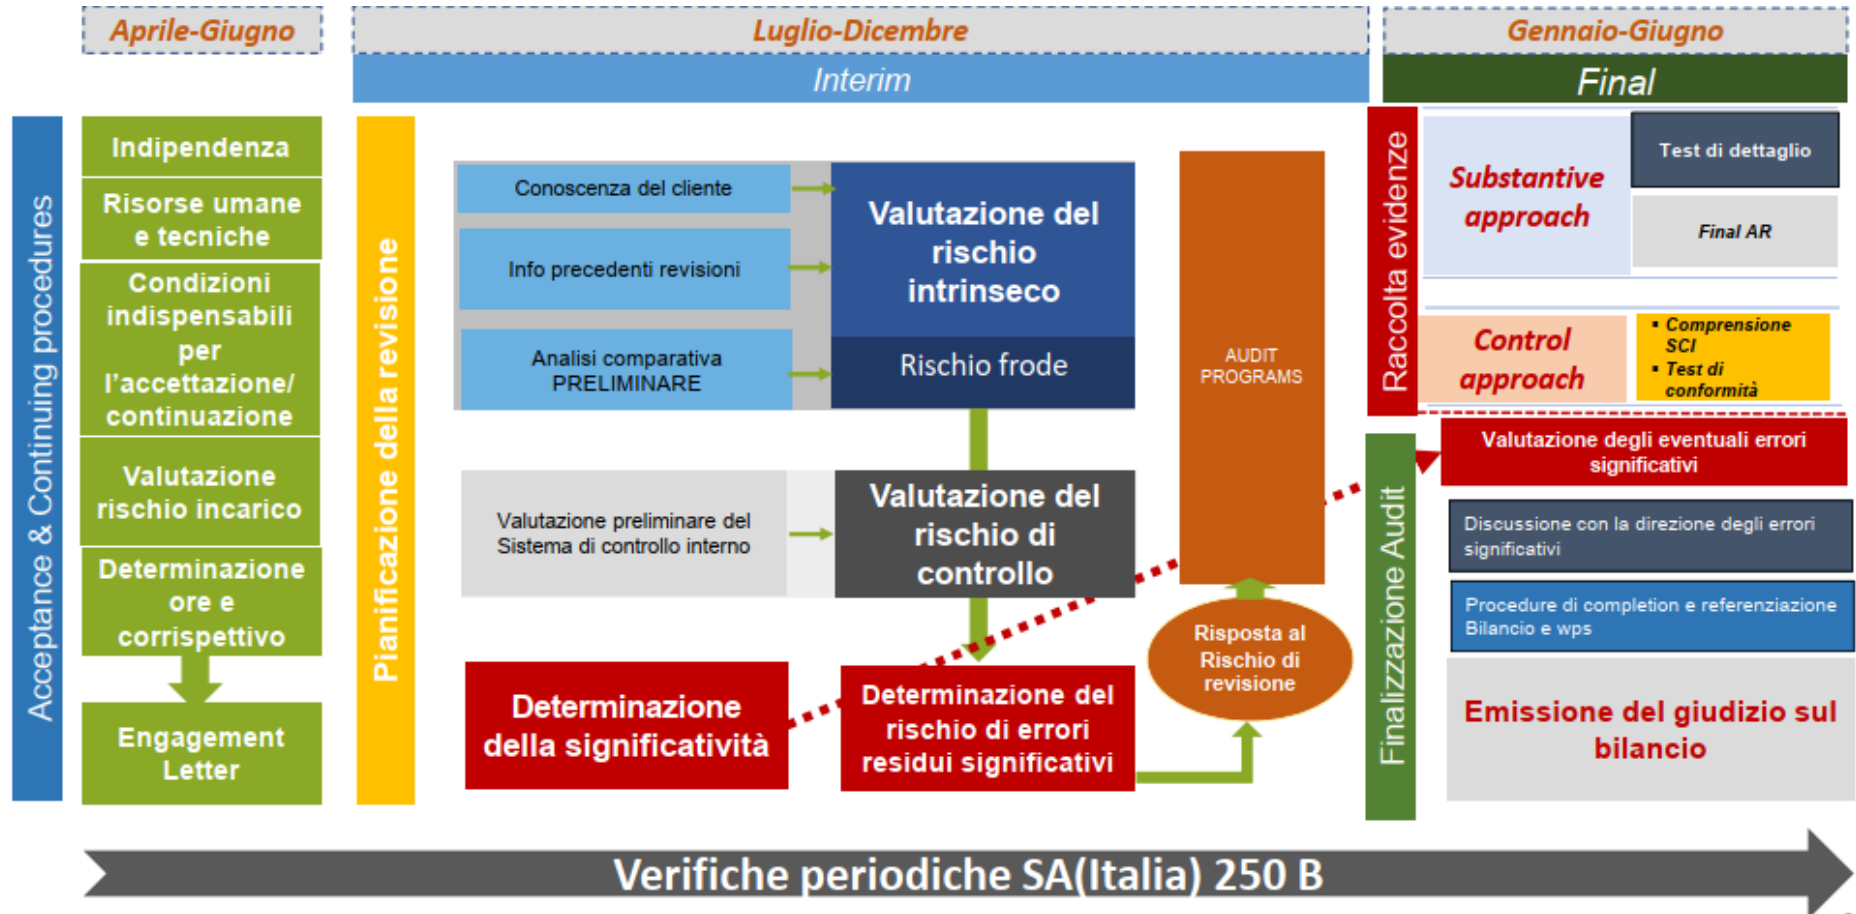 Aprile-Giugno
Luglio-Dicembre
Gennaio-Giugno
Interim
Final
Acceptance & Continuing procedures
Indipendenza
Risorse umane
e tecniche
Condizioni
indispensabili
per
l'accettazione/
continuazione
Valutazione
rischio incarico
Determinazione
ore e
corrispettivo
Engagement
Letter
Pianificazione della revisione
Conoscenza del cliente
Info precedenti revisioni
Analisi comparativa
PRELIMINARE
Valutazione del
rischio
intrinseco
Rischio frode
Valutazione preliminare del
Sistema di controllo interno
Valutazione del
rischio di
controllo
Determinazione
della significatività
Determinazione del
rischio di errori
residui significativi
AUDIT
PROGRAMS
Risposta al
Rischio di
revisione
Raccolta evidenze
Substantive
approach
Test di dettaglio
Final AR
Control
approach
▪ Comprensione
SCI
▪ Test di
conformità
Finalizzazione Audit
Valutazione degli eventuali errori
significativi
Discussione con la direzione degli errori
significativi
Procedure di completion e referenziazione
Bilancio e wps
Emissione del giudizio sul
bilancio
Verifiche periodiche SA(Italia) 250 B